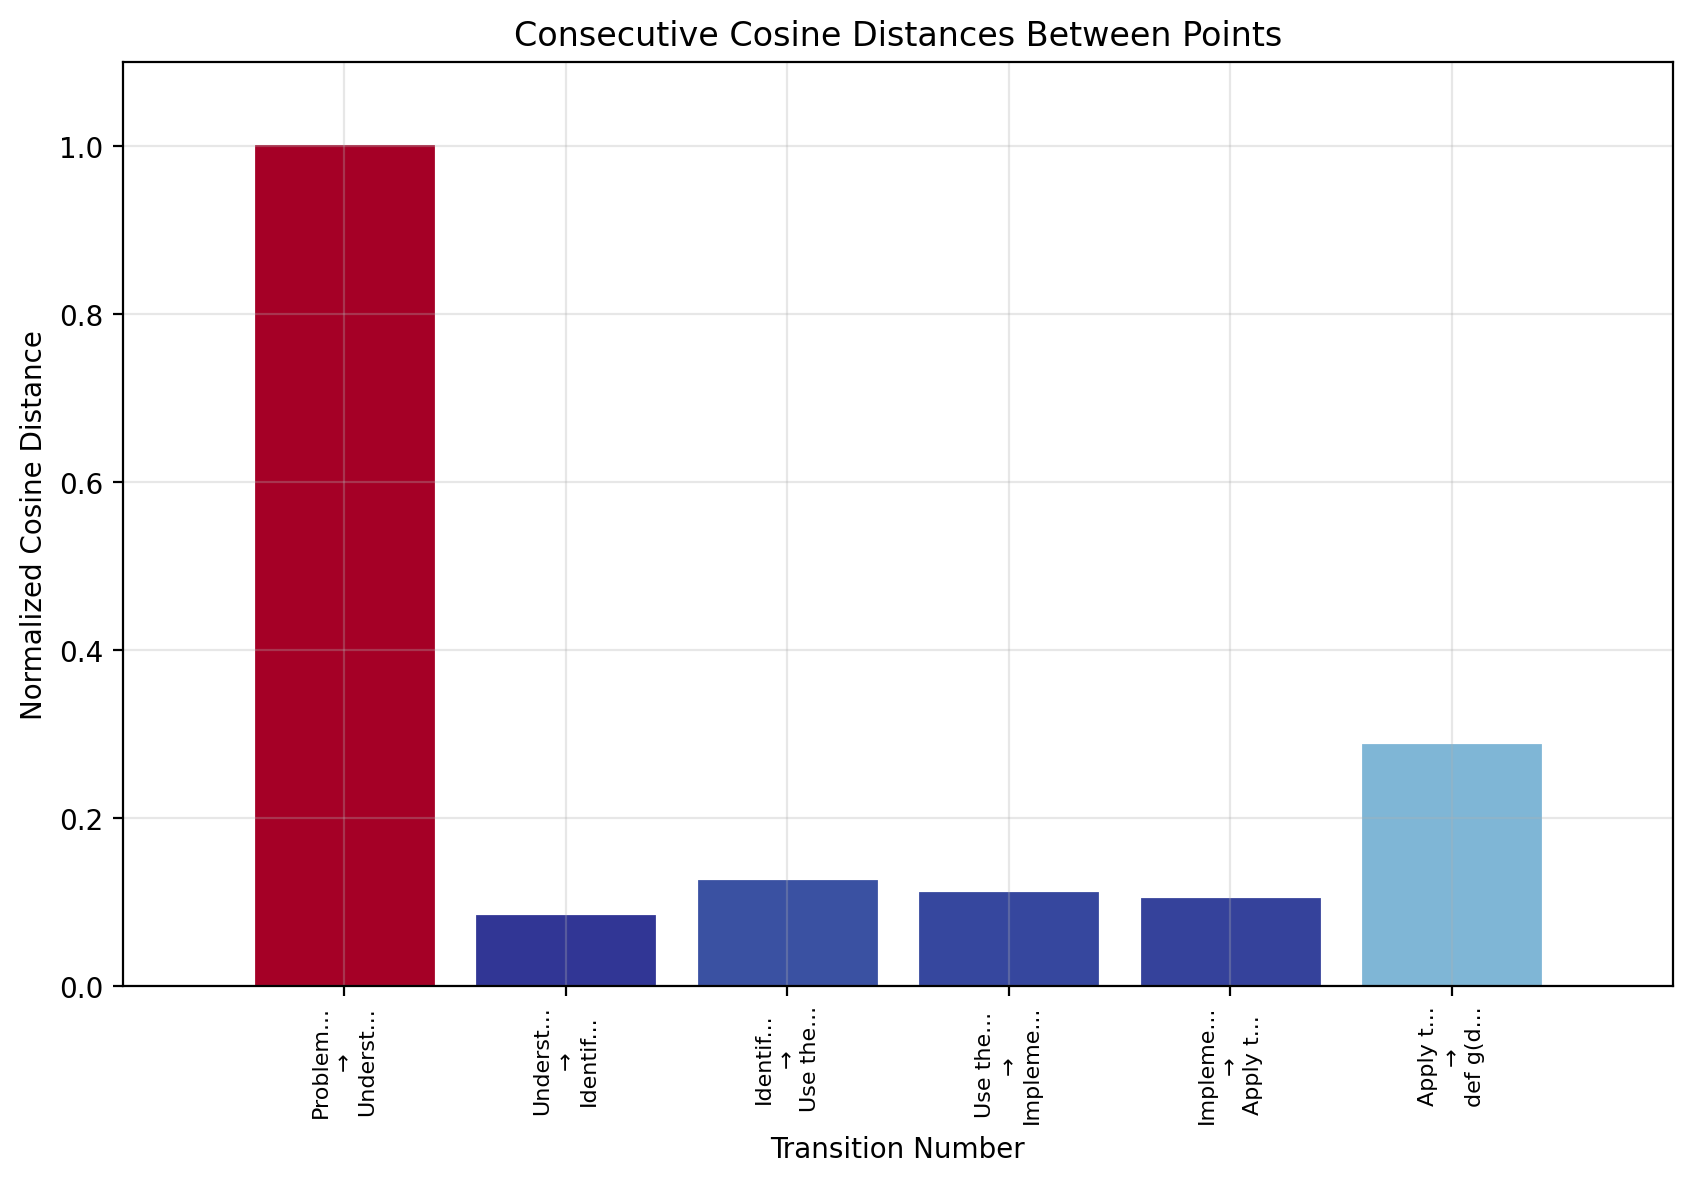 Consecutive Cosine Distances Between Points
Normalized Cosine Distance
1.0
0.8
0.6
0.4
0.2
0.0
Problem...
→
Underst...
Underst...
→
Identif...
Identif...
→
Use the...
Use the...
→
Impleme...
Impleme...
→
Apply t...
Apply t...
→
def g(d...
Transition Number